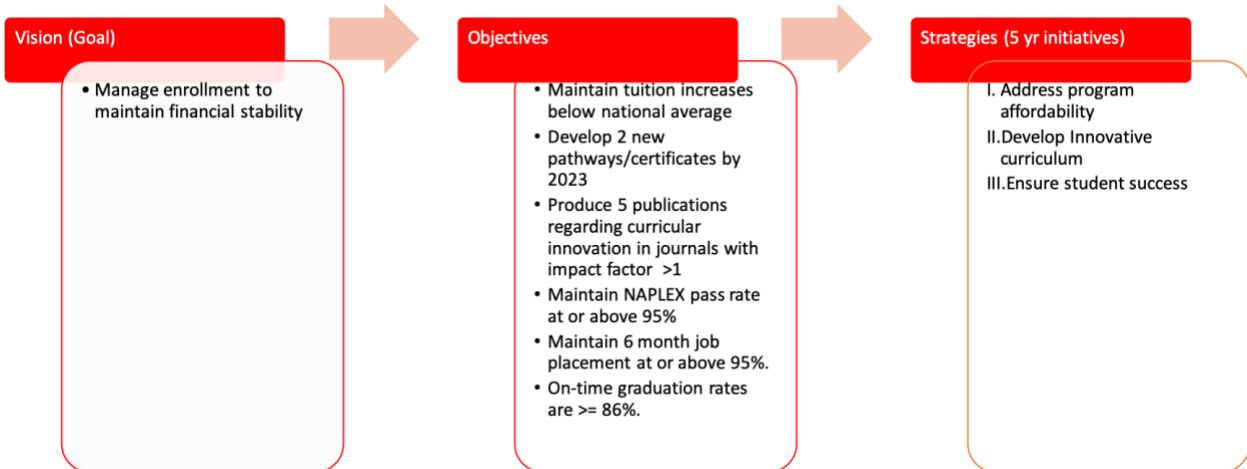 Vision (Goal)
• Manage enrollment to
maintain financial stability
Objectives
• Maintain tuition increases
below national average
• Develop 2 new
pathways/certificates by
2023
• Produce 5 publications
regarding curricular
innovation in journals with
impact factor >1
• Maintain NAPLEX pass rate
at or above 95%
• Maintain 6 month job
placement at or above 95%.
• On-time graduation rates
are >= 86%.
Strategies (5 yr initiatives)
I. Address program
affordability
II.Develop Innovative
curriculum
III.Ensure student success